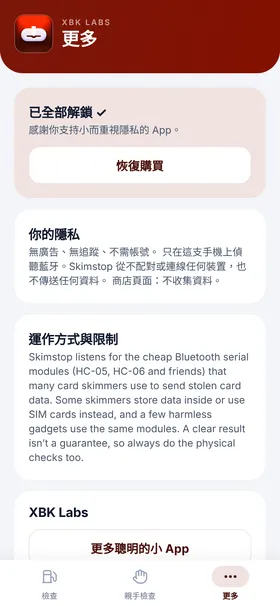 XBK LABS
更多
已全部解鎖 ✓
感謝你支持小而重視隱私的 App。
恢復購買
你的隱私
無廣告、無追蹤、不需帳號。 只在這支手機上偵
聽藍牙。Skimstop 從不配對或連線任何裝置，也
不傳送任何資料。 商店頁面：不收集資料。
運作方式與限制
Skimstop listens for the cheap Bluetooth serial
modules (HC-05, HC-06 and friends) that
many card skimmers use to send stolen card
data. Some skimmers store data inside or use
SIM cards instead, and a few harmless
gadgets use the same modules. A clear result
isn't a guarantee, so always do the physical
checks too.
XBK Labs
更多聰明的小 App
檢查
親手檢查
更多